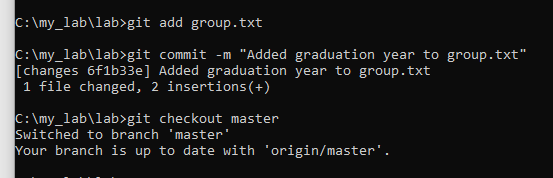 C:\my_lab\lab>git add group.txt
C:\my_lab\lab>git commit -m "Added graduation year to group.txt"
[changes 6f1b33e] Added graduation year to group.txt
1 file changed, 2 insertions(+)
C:\my_lab\lab>git checkout master
Switched to branch 'master'
Your branch is up to date with 'origin/master'.